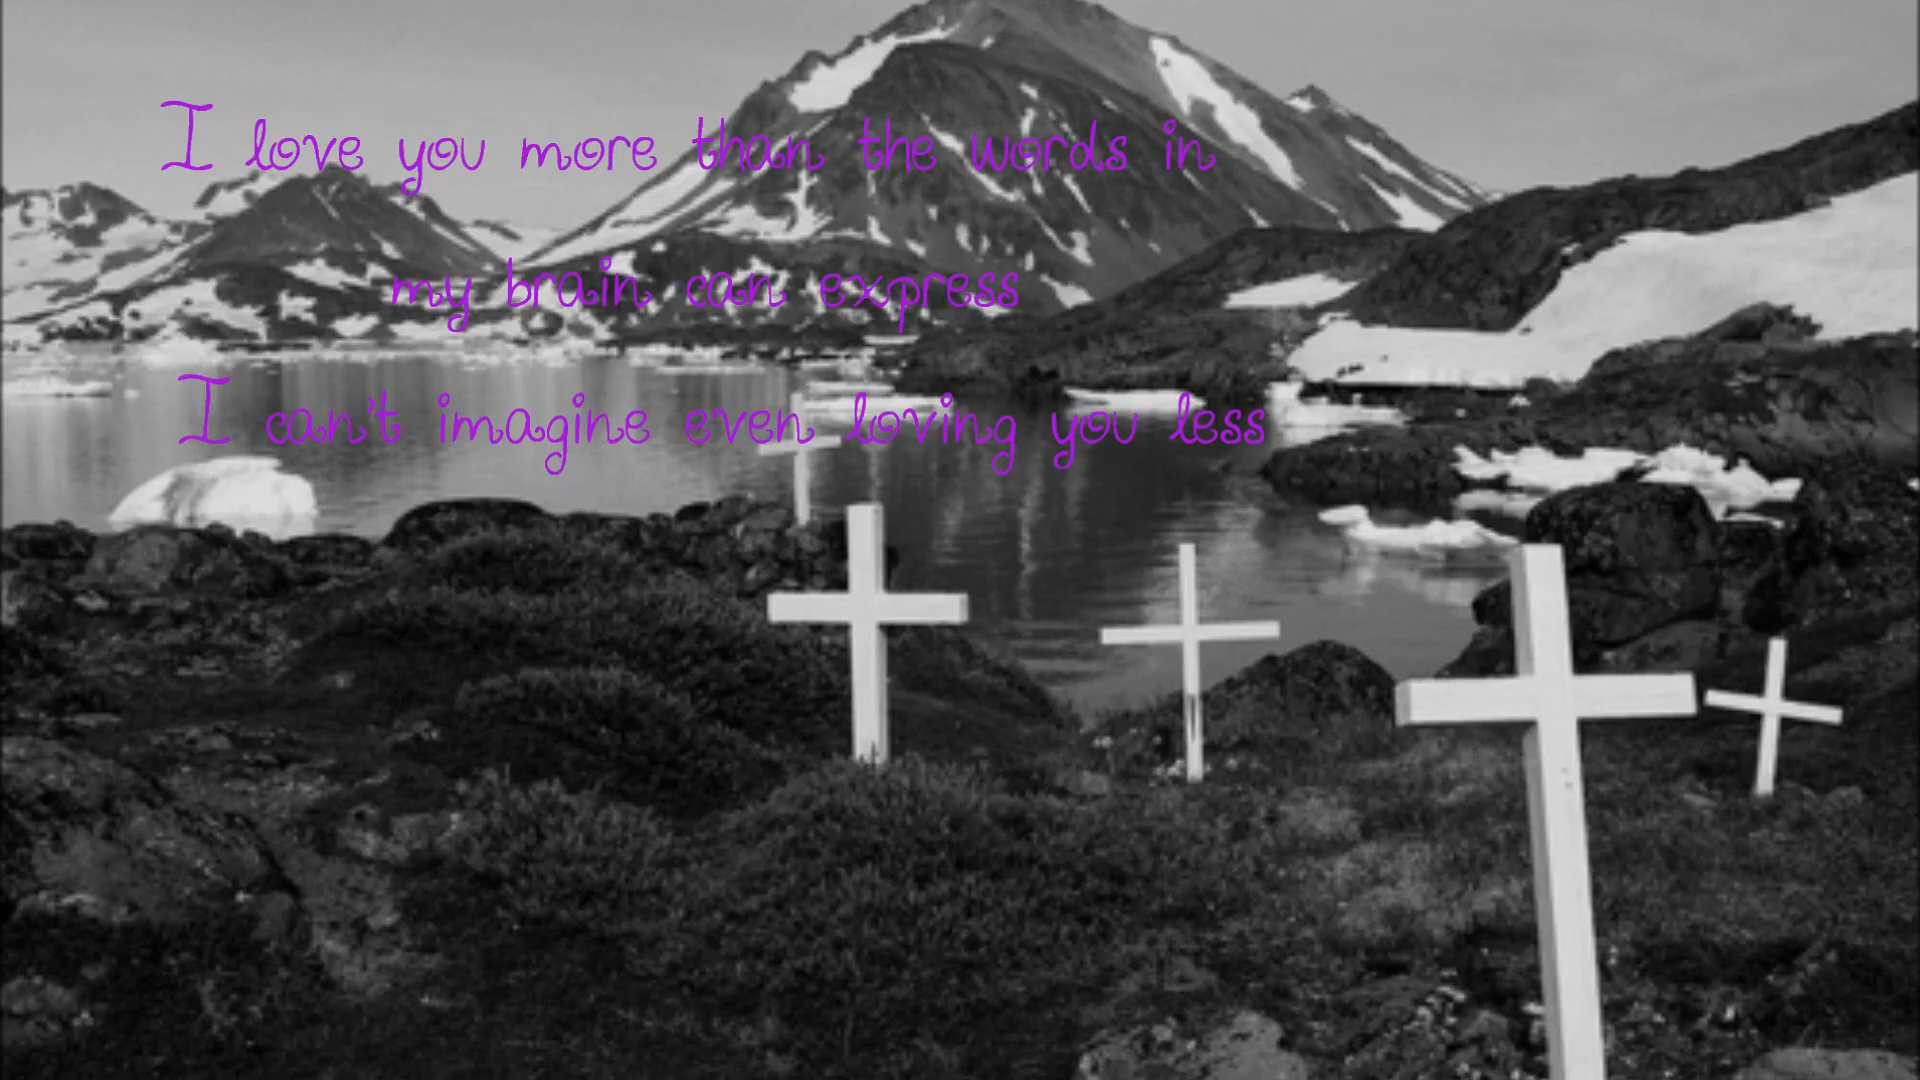 I love you more than the words in
my brain can express
I can't imagine even loving you less